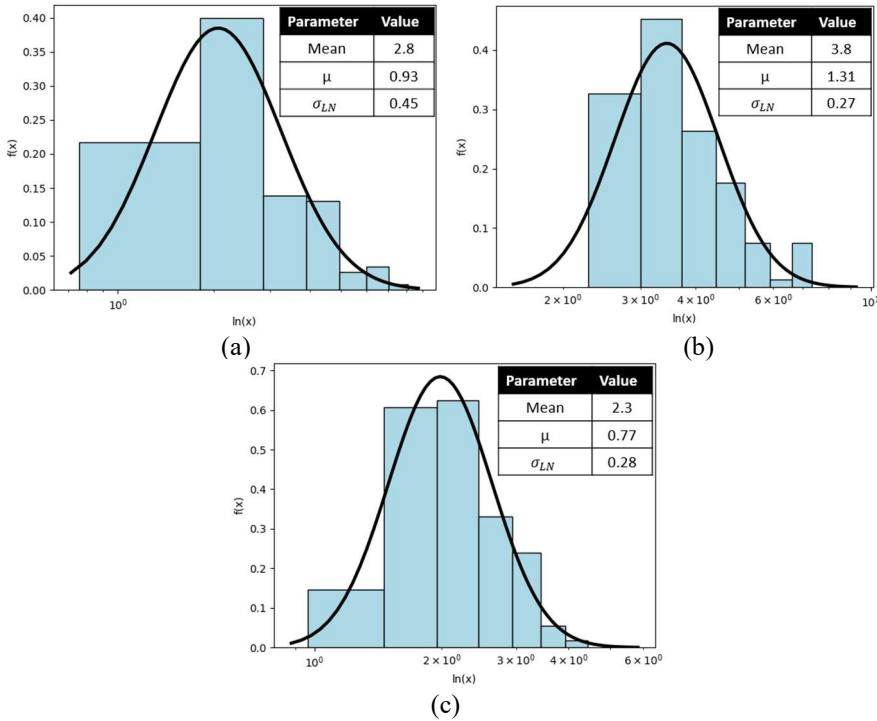 Parameter Value
Mean 2.8
μ 0.93
σLN 0.45
0.40
0.35
0.30
0.25
0.20
0.15
0.10
0.05
0.00
f(x)
10⁰
ln(x)
(a)
Parameter Value
Mean 3.8
μ 1.31
σLN 0.27
0.4
0.3
0.2
0.1
0.0
f(x)
2 × 10⁰ 3 × 10⁰ 4 × 10⁰ 6 × 10⁰
ln(x)
(b)
Parameter Value
Mean 2.3
μ 0.77
σLN 0.28
0.7
0.6
0.5
0.4
0.3
0.2
0.1
0.0
f(x)
10⁰ 2 × 10⁰ 3 × 10⁰ 4 × 10⁰ 6 × 10⁰
ln(x)
(c)